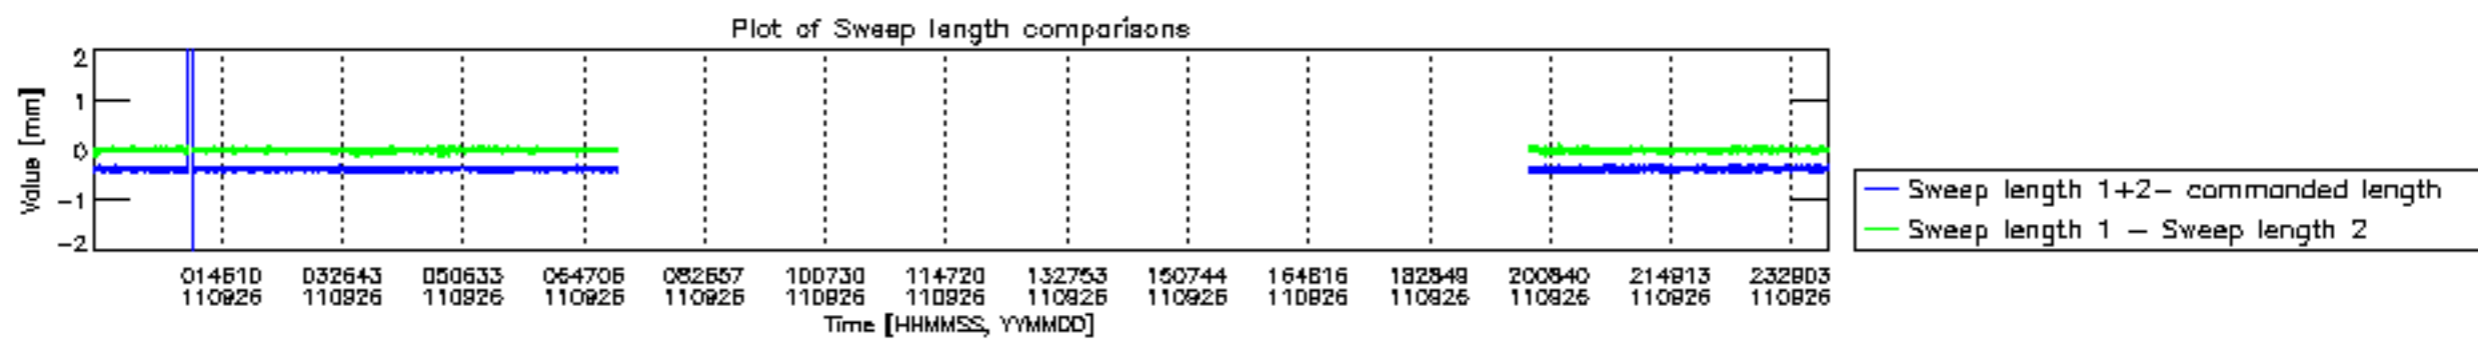 Plot of Sweep length comparisons
Value [mm]
2
1
0
-1
-2
014610 032643 050633 064706 082657 100730 114720 132753 150744 164816 182849 200840 214913 232903
110926 110926 110926 110926 110926 110926 110926 110926 110926 110926 110926 110926 110926 110926
Time [HHMMSS, YYMMDD]
Sweep length 1+2- commanded length
Sweep length 1 - Sweep length 2